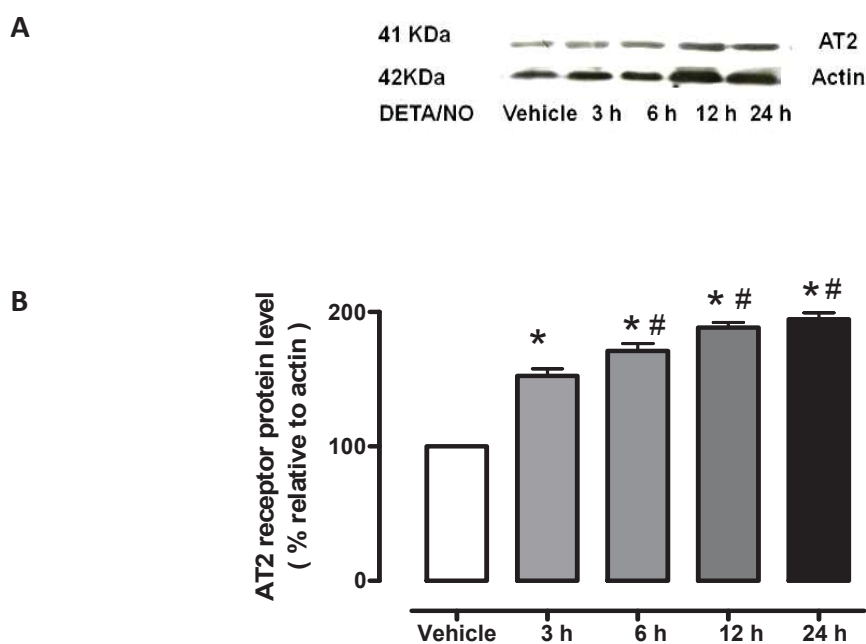 A
41 KDa AT2
42KDa Actin
DETA/NO Vehicle 3 h 6 h 12 h 24 h
B
AT2 receptor protein level
( % relative to actin )
200
100
0
*
* #
* #
* #
Vehicle 3 h 6 h 12 h 24 h